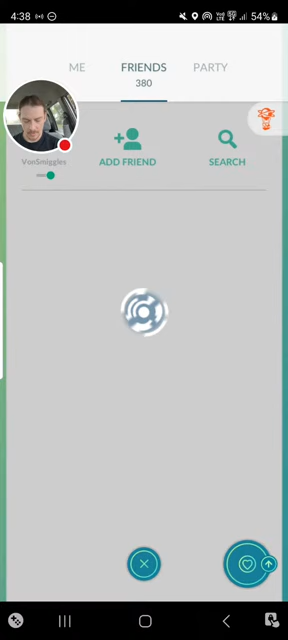 4:38
54%
ME
FRIENDS
PARTY
380
VonSmiggles
ADD FRIEND
SEARCH